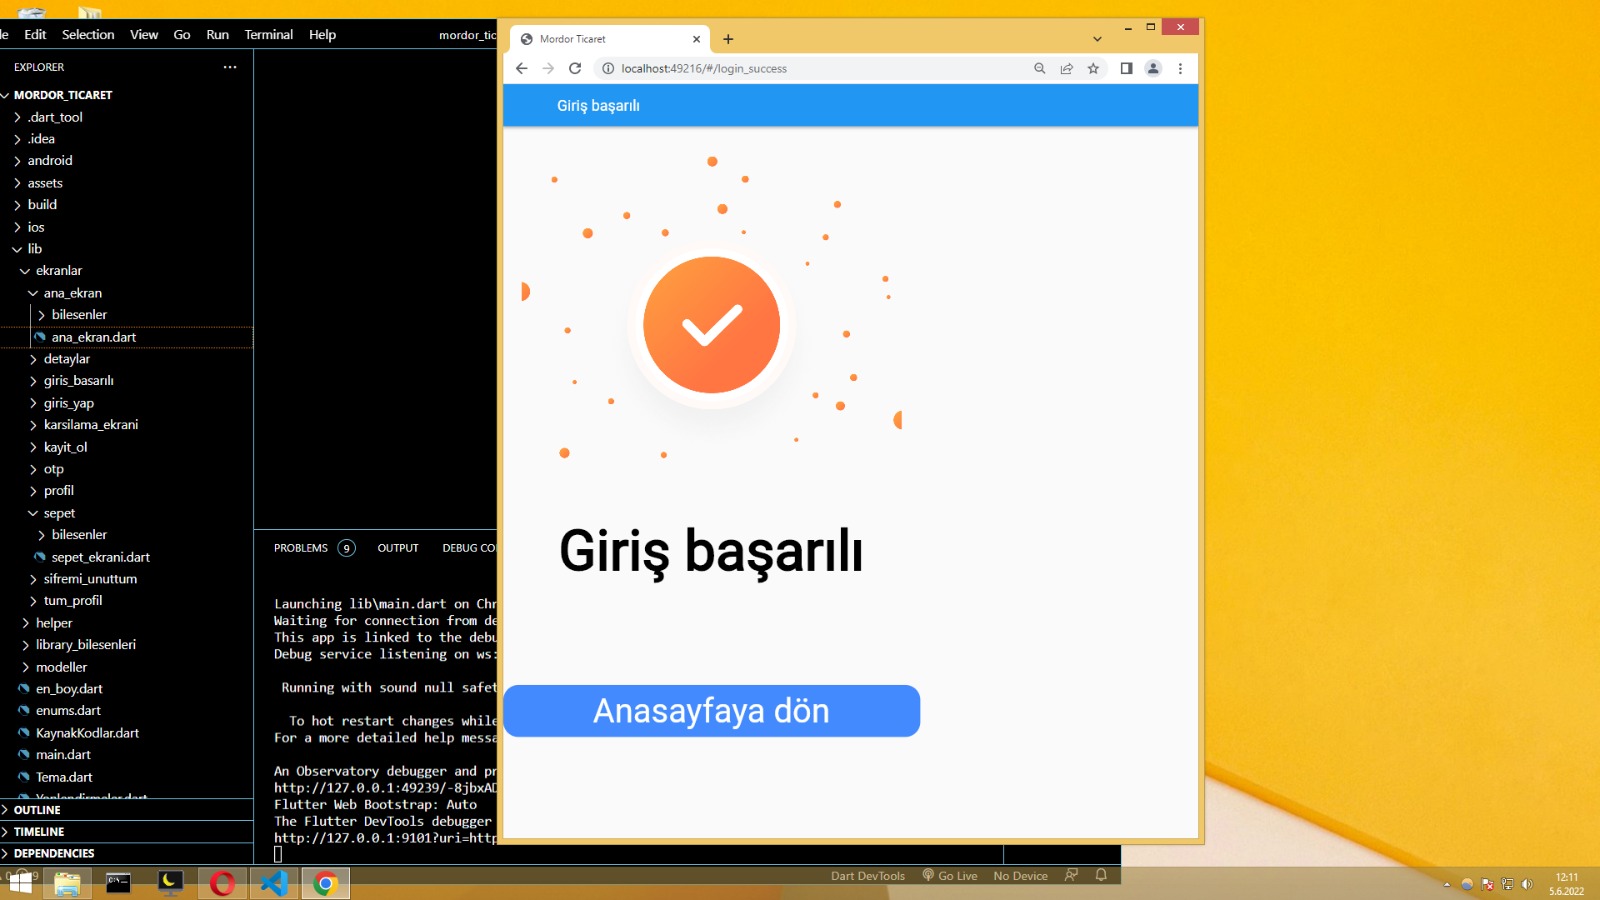 Edit Selection View Go Run Terminal Help
mordor_tic
EXPLORER
MORDOR_TICARET
.dart_tool
.idea
android
assets
build
ios
lib
ekranlar
ana_ekran
bilesenler
ana_ekran.dart
detaylar
giris_basarılı
giris_yap
karsilama_ekrani
kayit_ol
otp
profil
sepet
bilesenler
sepet_ekrani.dart
sifremi_unuttum
tum_profil
helper
library_bilesenleri
modeller
en_boy.dart
enums.dart
KaynakKodlar.dart
main.dart
Tema.dart
OUTLINE
TIMELINE
DEPENDENCIES
PROBLEMS 9 OUTPUT DEBUG CO
Launching lib\main.dart on Chr
Waiting for connection from de
This app is linked to the debu
Debug service listening on ws:
Running with sound null safet
To hot restart changes while
For a more detailed help messa
An Observatory debugger and pr
http://127.0.0.1:49239/-8jbxAD
Flutter Web Bootstrap: Auto
The Flutter DevTools debugger
http://127.0.0.1:9101?uri=http
Mordor Ticaret
localhost:49216/#/login_success
Giriş başarılı
Giriş başarılı
Anasayfaya dön
Dart DevTools Go Live No Device
12:11
5.6.2022